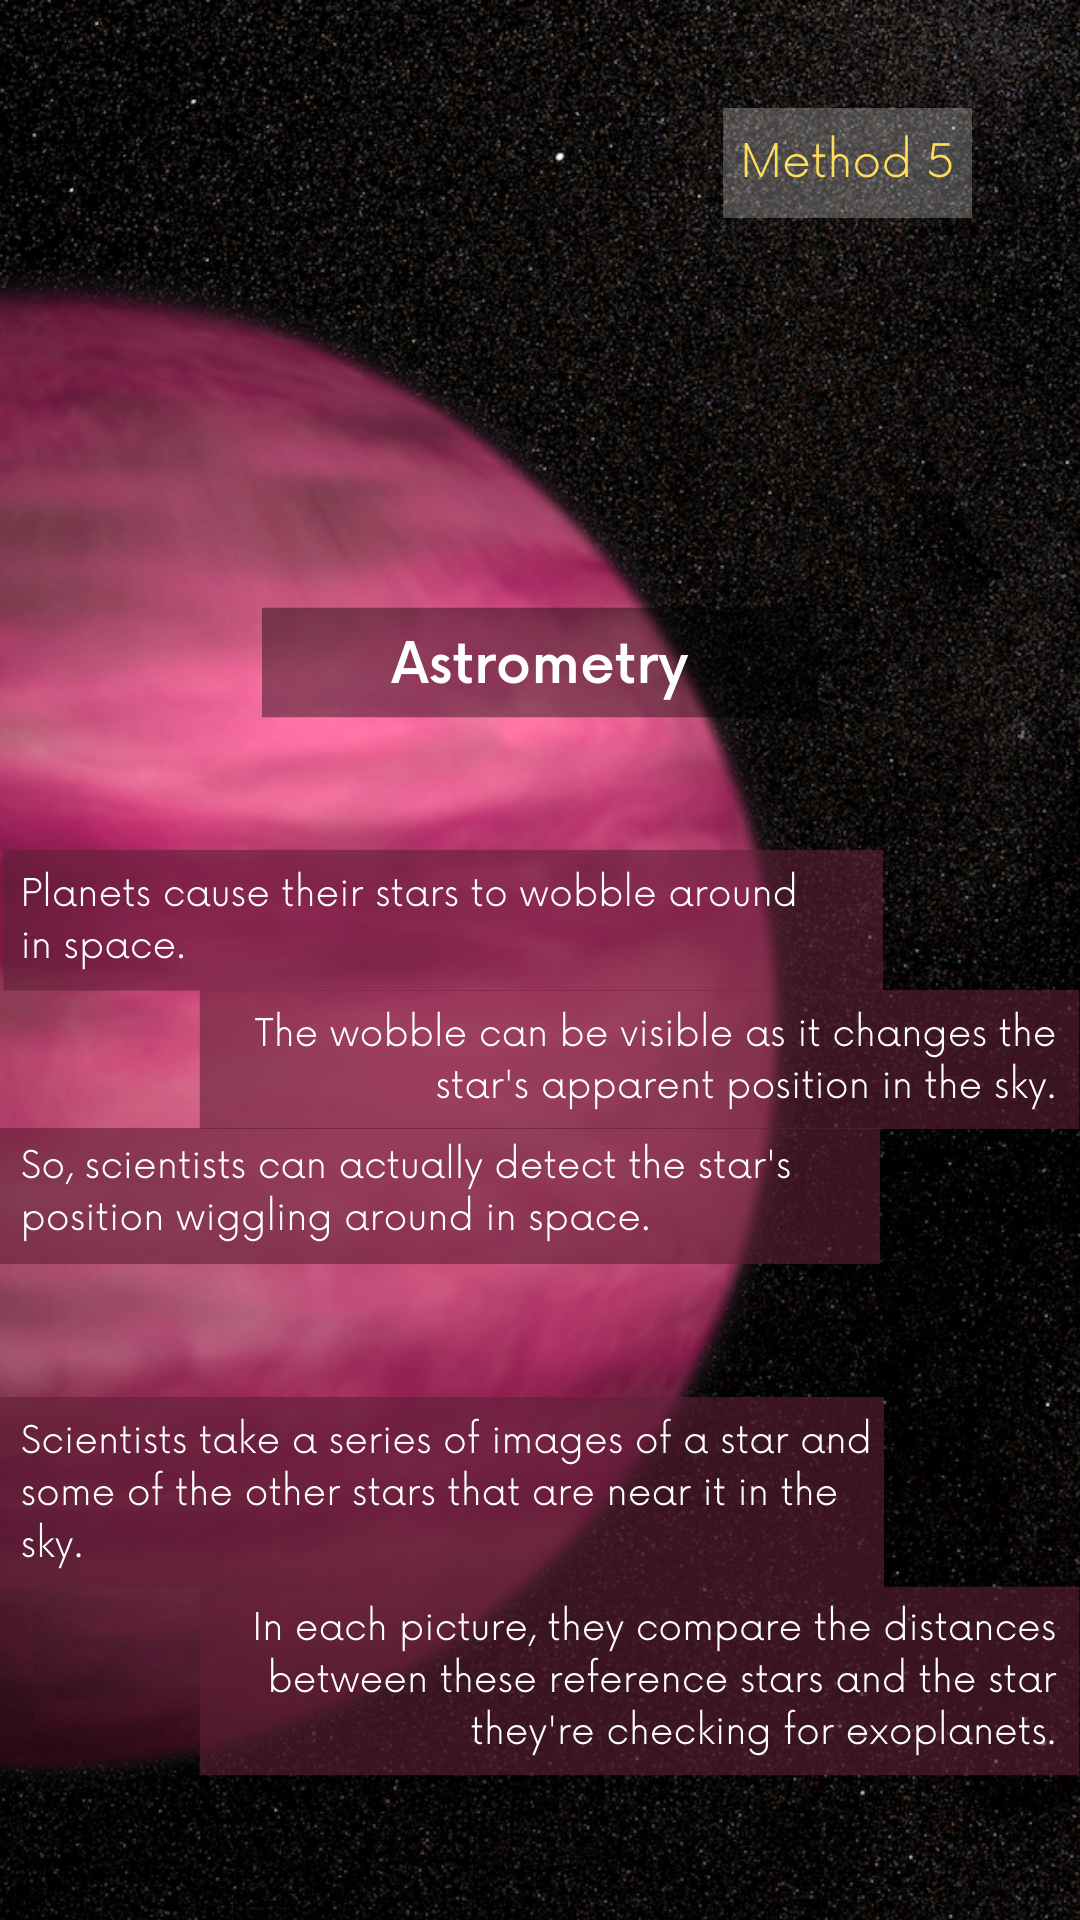 Method 5
Astrometry
Planets cause their stars to wobble around
in space.
The wobble can be visible as it changes the
star's apparent position in the sky.
So, scientists can actually detect the star's
position wiggling around in space.
Scientists take a series of images of a star and
some of the other stars that are near it in the
sky.
In each picture, they compare the distances
between these reference stars and the star
they're checking for exoplanets.